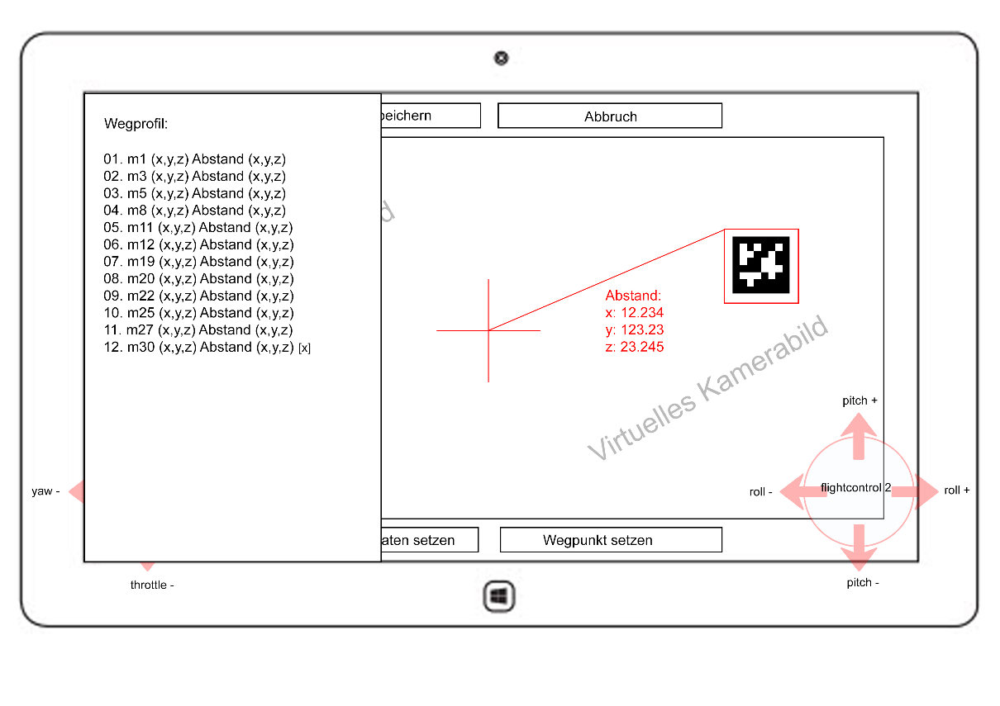 Wegprofil:
01. m1 (x,y,z) Abstand (x,y,z)
02. m3 (x,y,z) Abstand (x,y,z)
03. m5 (x,y,z) Abstand (x,y,z)
04. m8 (x,y,z) Abstand (x,y,z)
05. m11 (x,y,z) Abstand (x,y,z)
06. m12 (x,y,z) Abstand (x,y,z)
07. m19 (x,y,z) Abstand (x,y,z)
08. m20 (x,y,z) Abstand (x,y,z)
09. m22 (x,y,z) Abstand (x,y,z)
10. m25 (x,y,z) Abstand (x,y,z)
11. m27 (x,y,z) Abstand (x,y,z)
12. m30 (x,y,z) Abstand (x,y,z) [x]
peichern
Abbruch
d
Abstand:
x: 12.234
y: 123.23
z: 23.245
Virtuelles Kamerabild
pitch +
yaw -
roll -
flightcontrol 2
roll +
aten setzen
Wegpunkt setzen
throttle -
pitch -